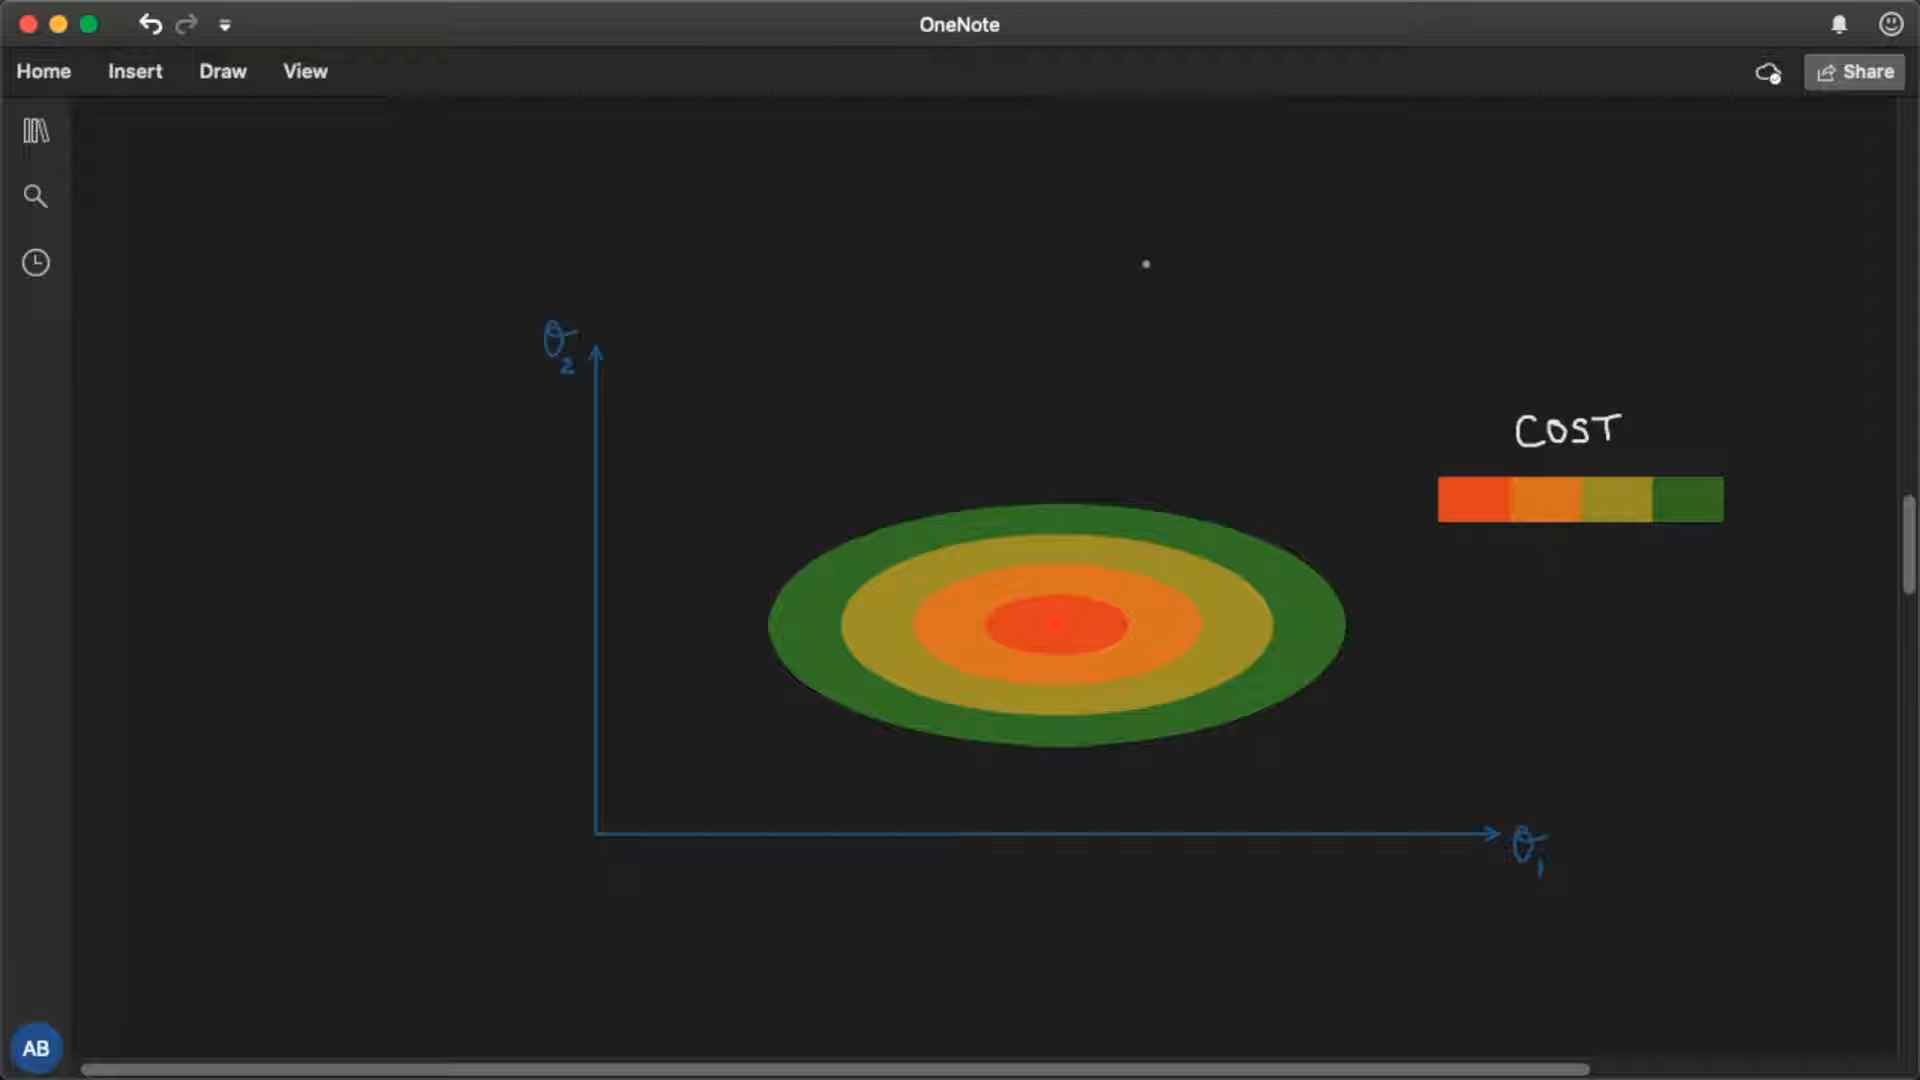 OneNote
Home Insert Draw View Share
θ₂
COST
θ₁
AB